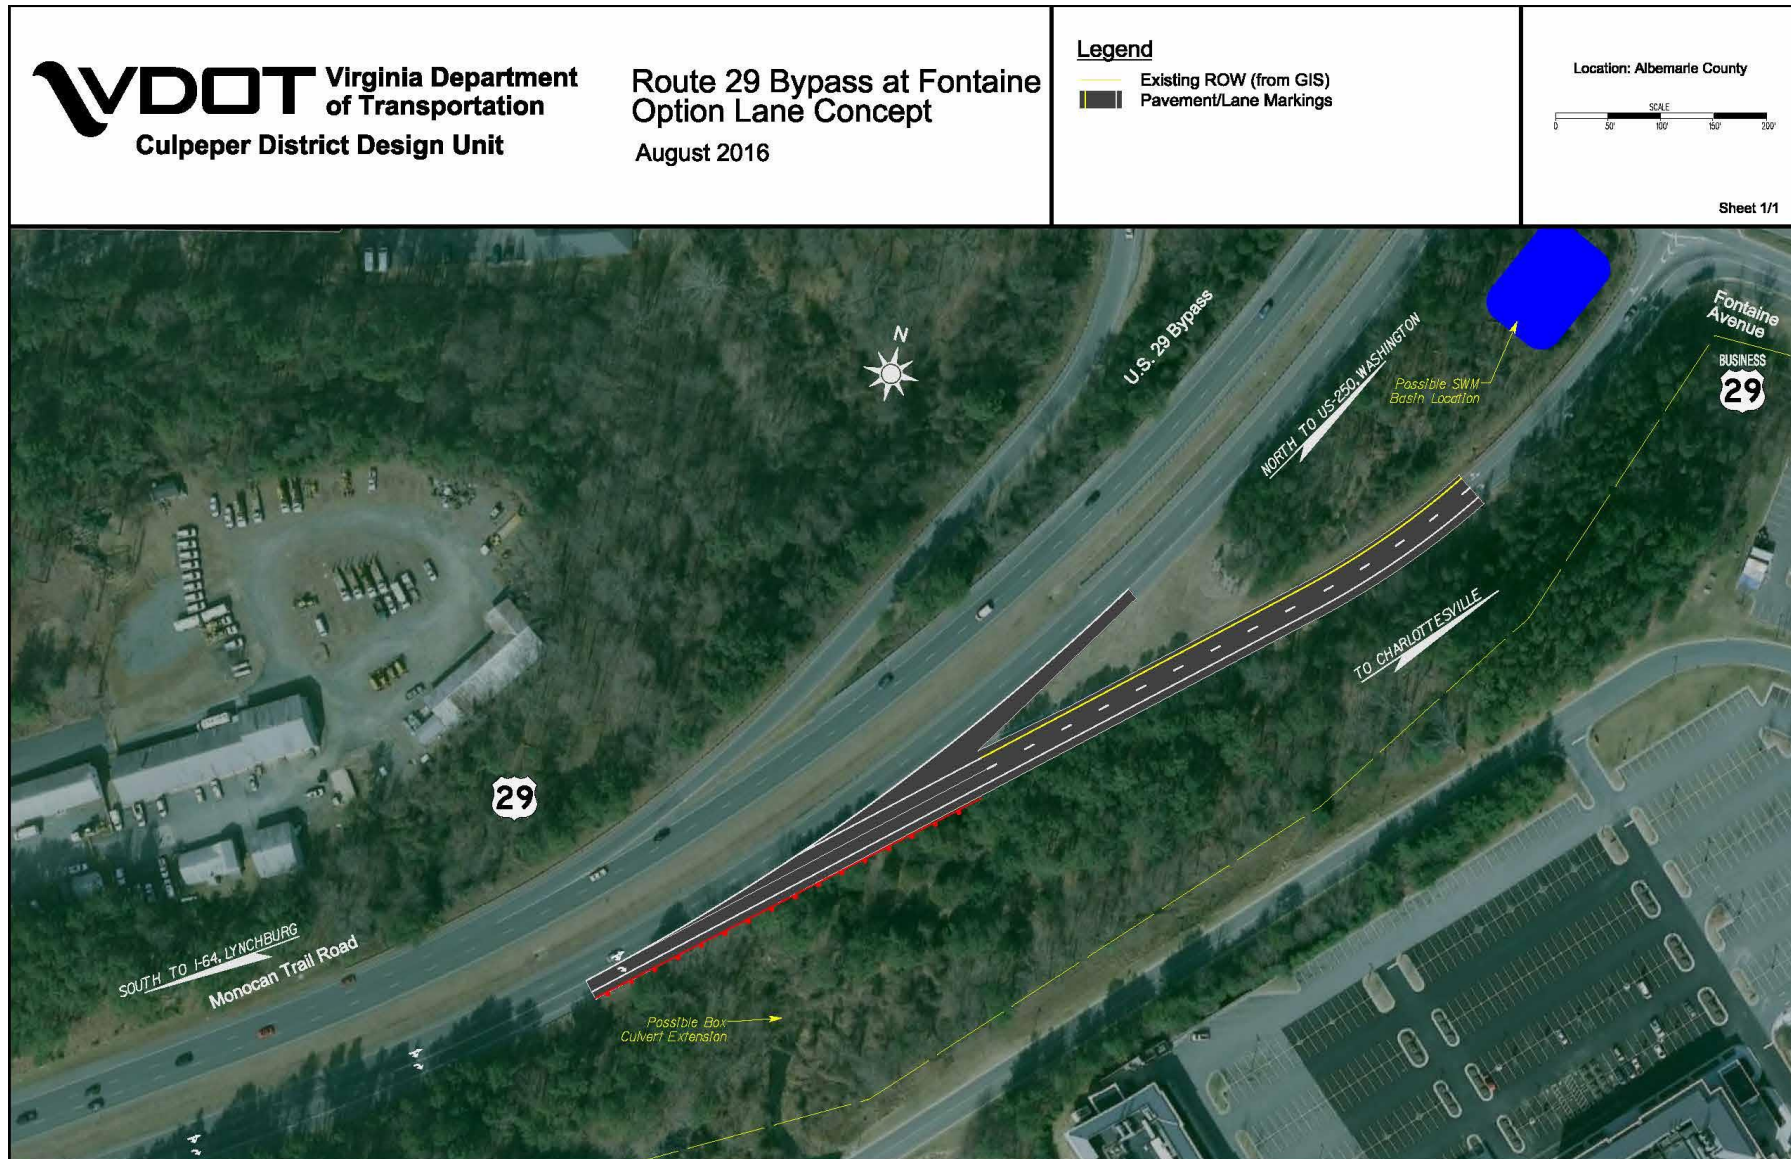 VDOT
Virginia Department
of Transportation
Culpeper District Design Unit
Route 29 Bypass at Fontaine
Option Lane Concept
August 2016
Legend
Existing ROW (from GIS)
Pavement/Lane Markings
Location: Albemarle County
SCALE
0 50' 100' 150' 200'
Sheet 1/1
N
U.S. 29 Bypass
NORTH TO US-250, WASHINGTON
Possible SWM
Basin Location
Fontaine
Avenue
BUSINESS
29
TO CHARLOTTESVILLE
29
SOUTH TO I-64, LYNCHBURG
Monocan Trail Road
Possible Box
Culvert Extension